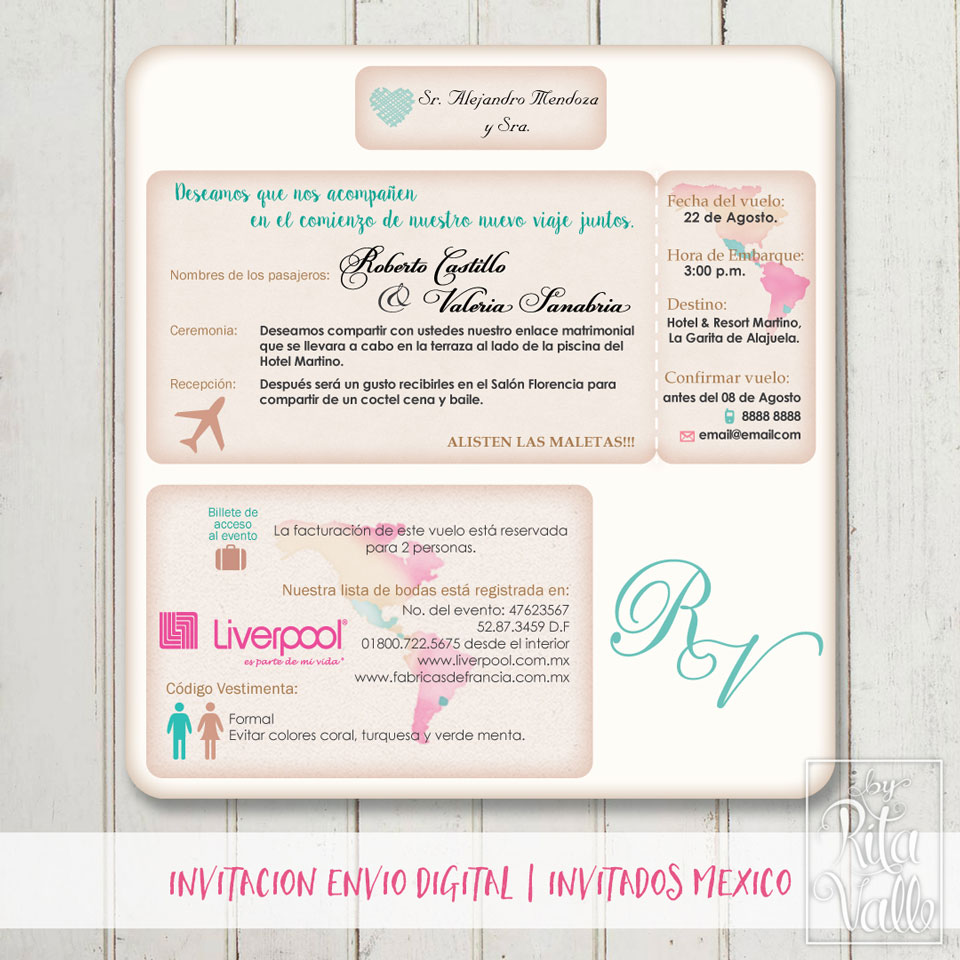 Sr. Alejandro Mendoza
y Sra.
Deseamos que nos acompañen
en el comienzo de nuestro nuevo viaje juntos.
Nombres de los pasajeros:
Roberto Castillo
& Valeria Sanabria
Ceremonia:
Deseamos compartir con ustedes nuestro enlace matrimonial
que se llevara a cabo en la terraza al lado de la piscina del
Hotel Martino.
Recepción:
Después será un gusto recibirles en el Salón Florencia para
compartir de un coctel cena y baile.
ALISTEN LAS MALETAS!!!
Fecha del vuelo:
22 de Agosto.
Hora de Embarque:
3:00 p.m.
Destino:
Hotel & Resort Martino,
La Garita de Alajuela.
Confirmar vuelo:
antes del 08 de Agosto
8888 8888
email@emailcom
Billete de
acceso
al evento
La facturación de este vuelo está reservada
para 2 personas.
Nuestra lista de bodas está registrada en:
No. del evento: 47623567
52.87.3459 D.F
01800.722.5675 desde el interior
www.liverpool.com.mx
www.fabricasdefrancia.com.mx
Liverpool®
es parte de mi vida*
Código Vestimenta:
Formal
Evitar colores coral, turquesa y verde menta.
RV
INVITACION ENVIO DIGITAL | INVITADOS MEXICO
by
Rita
Valle